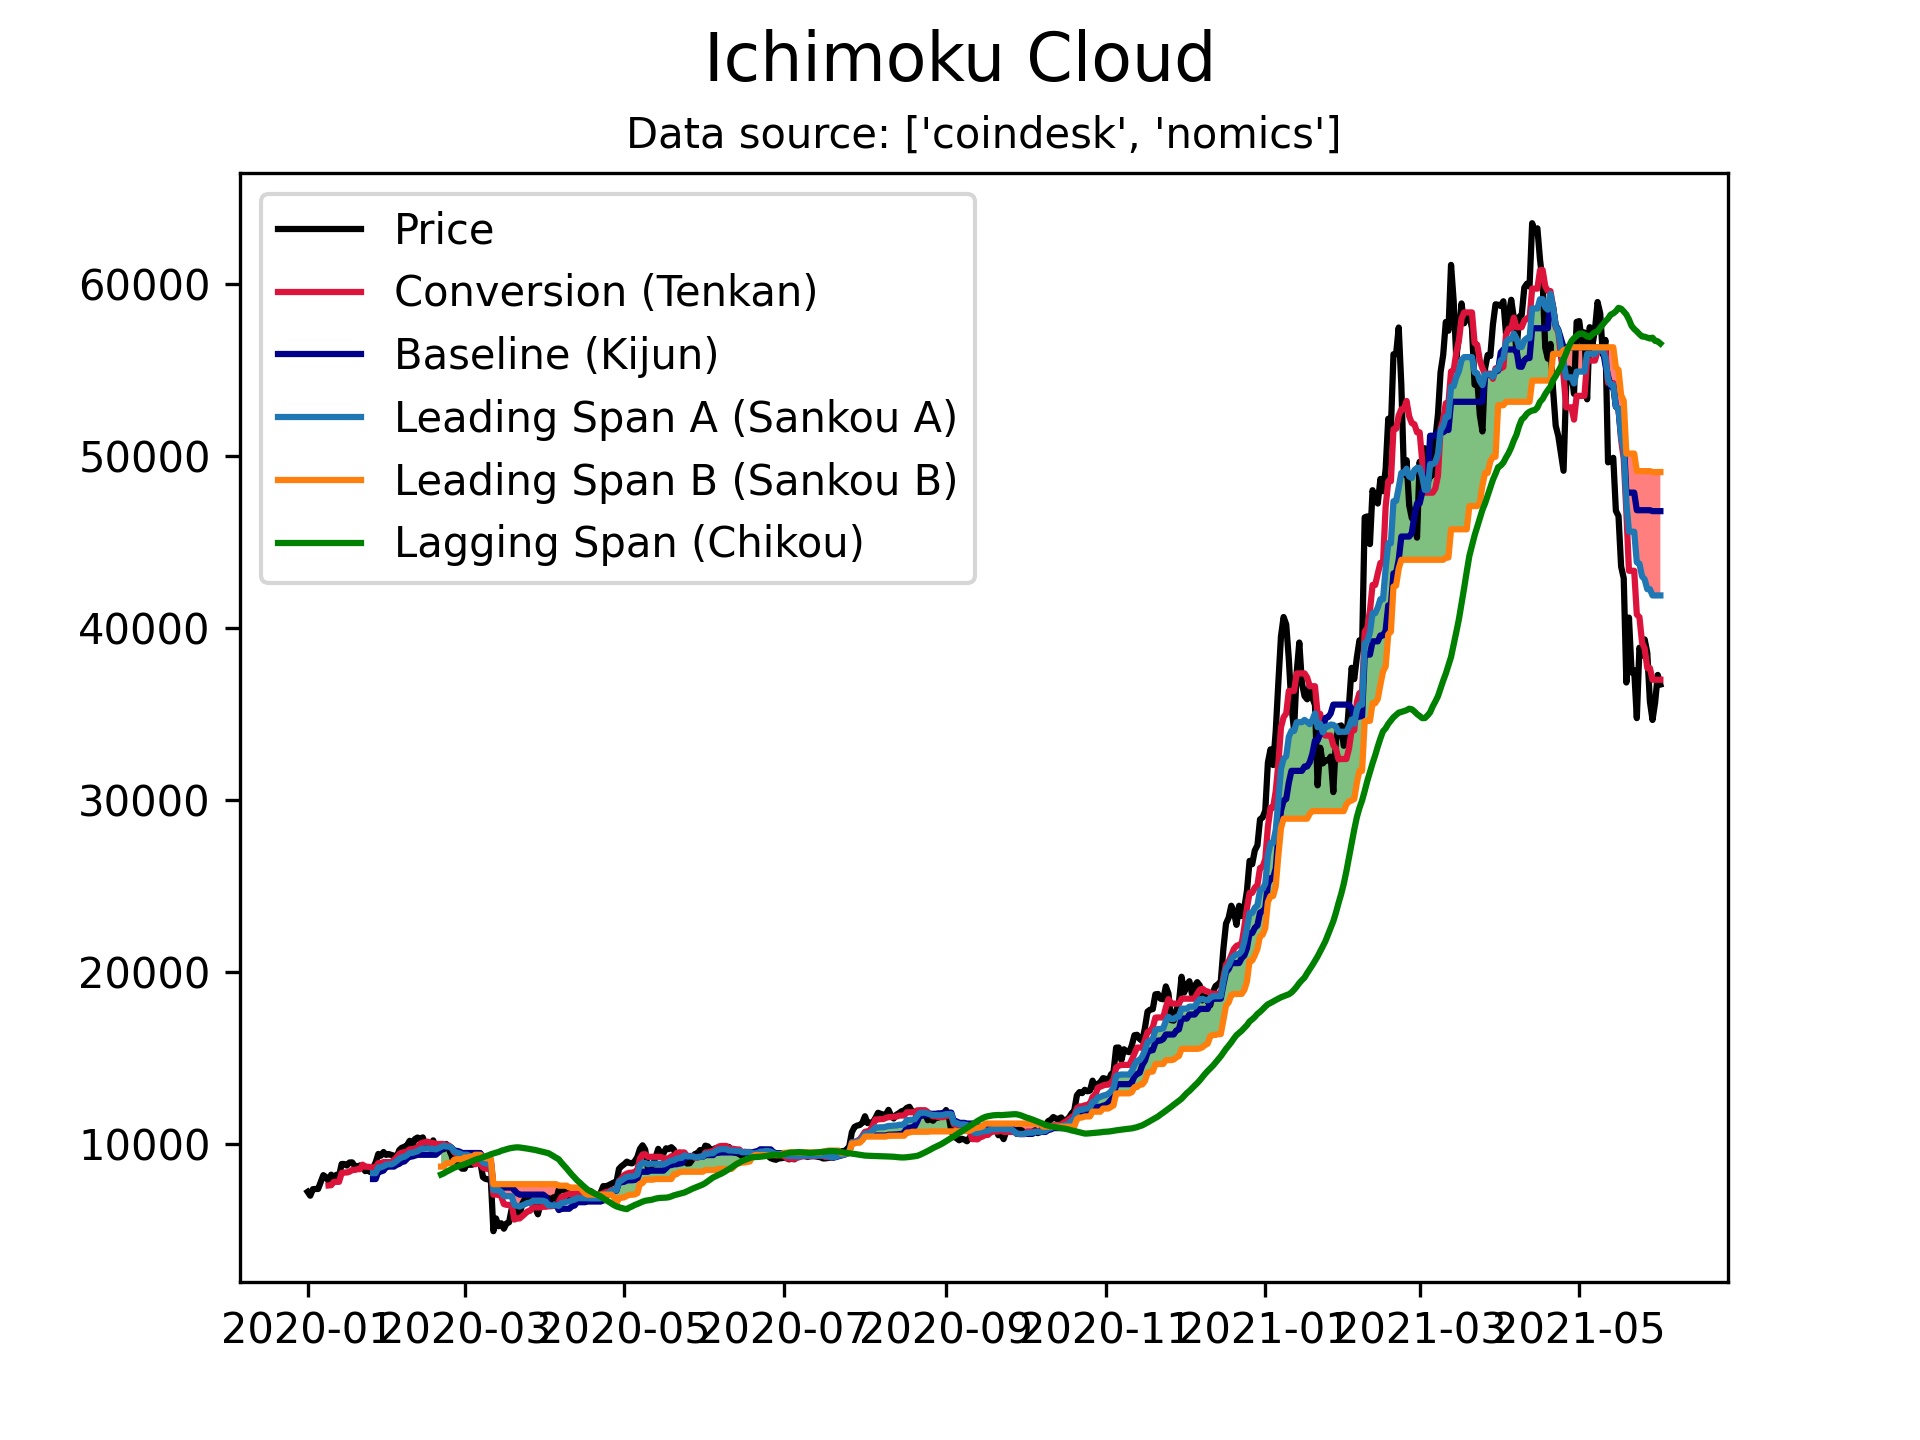 Ichimoku Cloud
Data source: ['coindesk', 'nomics']
Price
Conversion (Tenkan)
Baseline (Kijun)
Leading Span A (Sankou A)
Leading Span B (Sankou B)
Lagging Span (Chikou)
60000
50000
40000
30000
20000
10000
2020-01 2020-03 2020-05 2020-07 2020-09 2020-11 2021-01 2021-03 2021-05